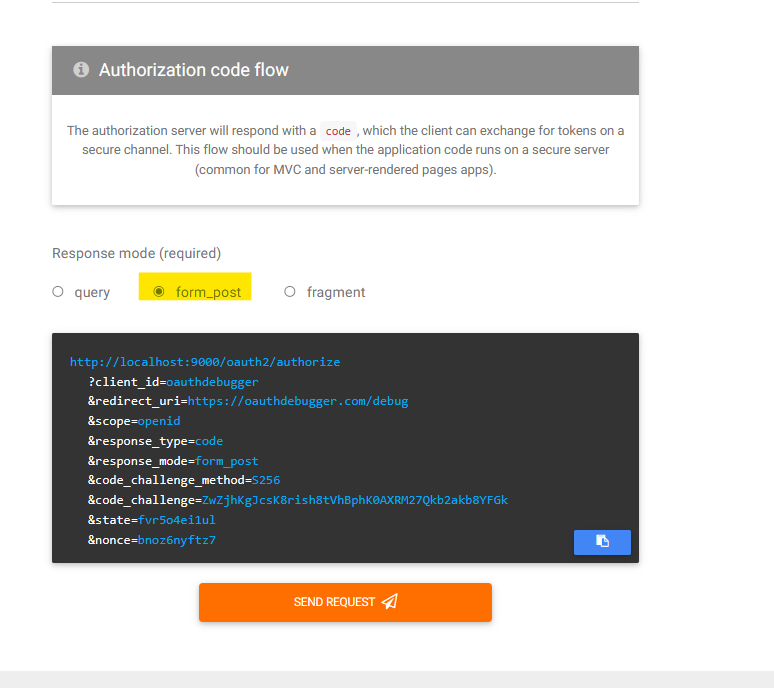 Authorization code flow
The authorization server will respond with a code, which the client can exchange for tokens on a
secure channel. This flow should be used when the application code runs on a secure server
(common for MVC and server-rendered pages apps).
Response mode (required)
query form_post fragment
http://localhost:9000/oauth2/authorize
?client_id=oauthdebugger
&redirect_uri=https://oauthdebugger.com/debug
&scope=openid
&response_type=code
&response_mode=form_post
&code_challenge_method=S256
&code_challenge=ZwZjhKgJcsK8rish8tVhBphK0AXRM27Qkb2akb8YFGk
&state=fvr5o4ei1ul
&nonce=bnoz6nyftz7
SEND REQUEST